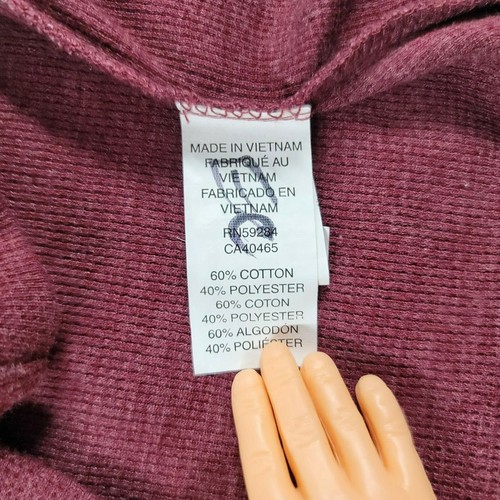 MADE IN VIETNAM
FABRIQUÉ AU
VIETNAM
FABRICADO EN
VIETNAM
RN59284
CA40465
60% COTTON
40% POLYESTER
60% COTON
40% POLYESTER
60% ALGODÓN
40% POLIÉSTER